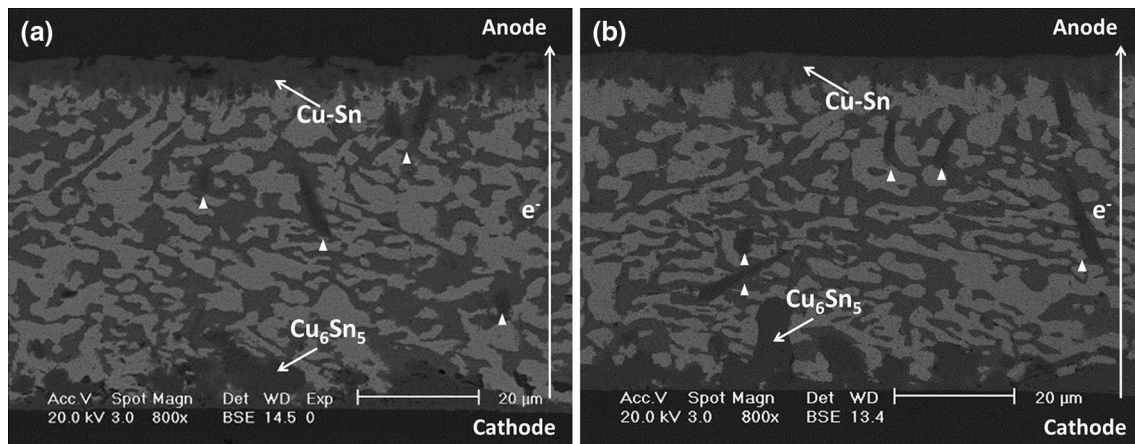 (a)
Anode
Cu-Sn
e-
Cu6Sn5
Acc.V Spot Magn Det WD Exp
20.0 kV 3.0 800x BSE 14.5 0
20 µm
Cathode
(b)
Anode
Cu-Sn
e-
Cu6Sn5
Acc.V Spot Magn Det WD
20.0 kV 3.0 800x BSE 13.4
20 µm
Cathode